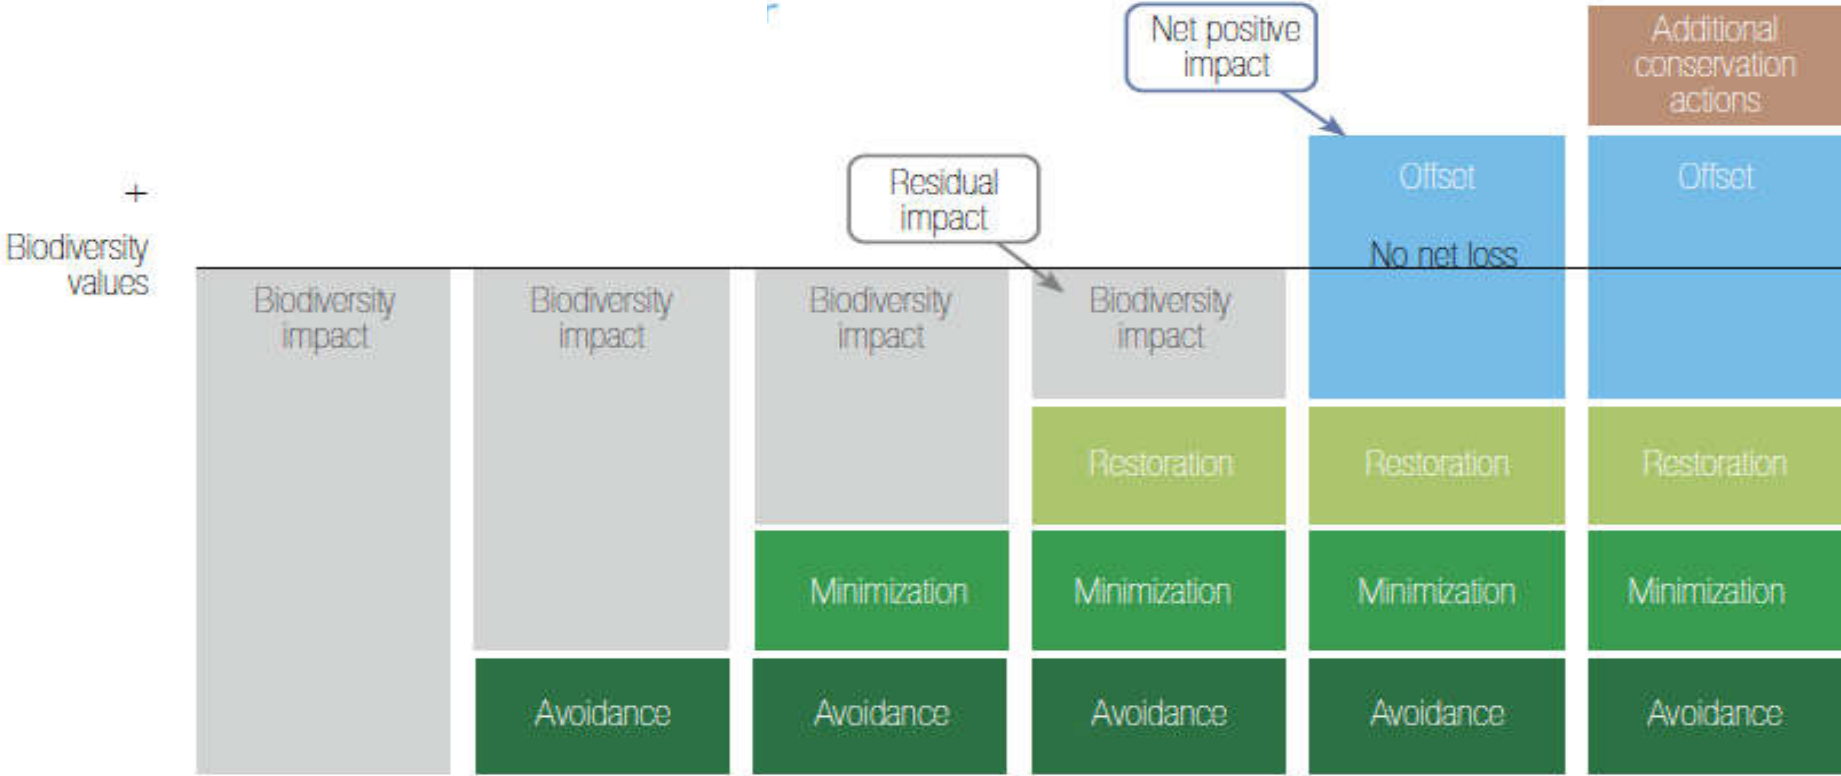 Net positive
impact
Additional
conservation
actions
Residual
impact
Offset
Offset
+
Biodiversity
values
No net loss
Biodiversity
impact
Biodiversity
impact
Biodiversity
impact
Biodiversity
impact
Restoration
Restoration
Restoration
Minimization
Minimization
Minimization
Minimization
Avoidance
Avoidance
Avoidance
Avoidance
Avoidance